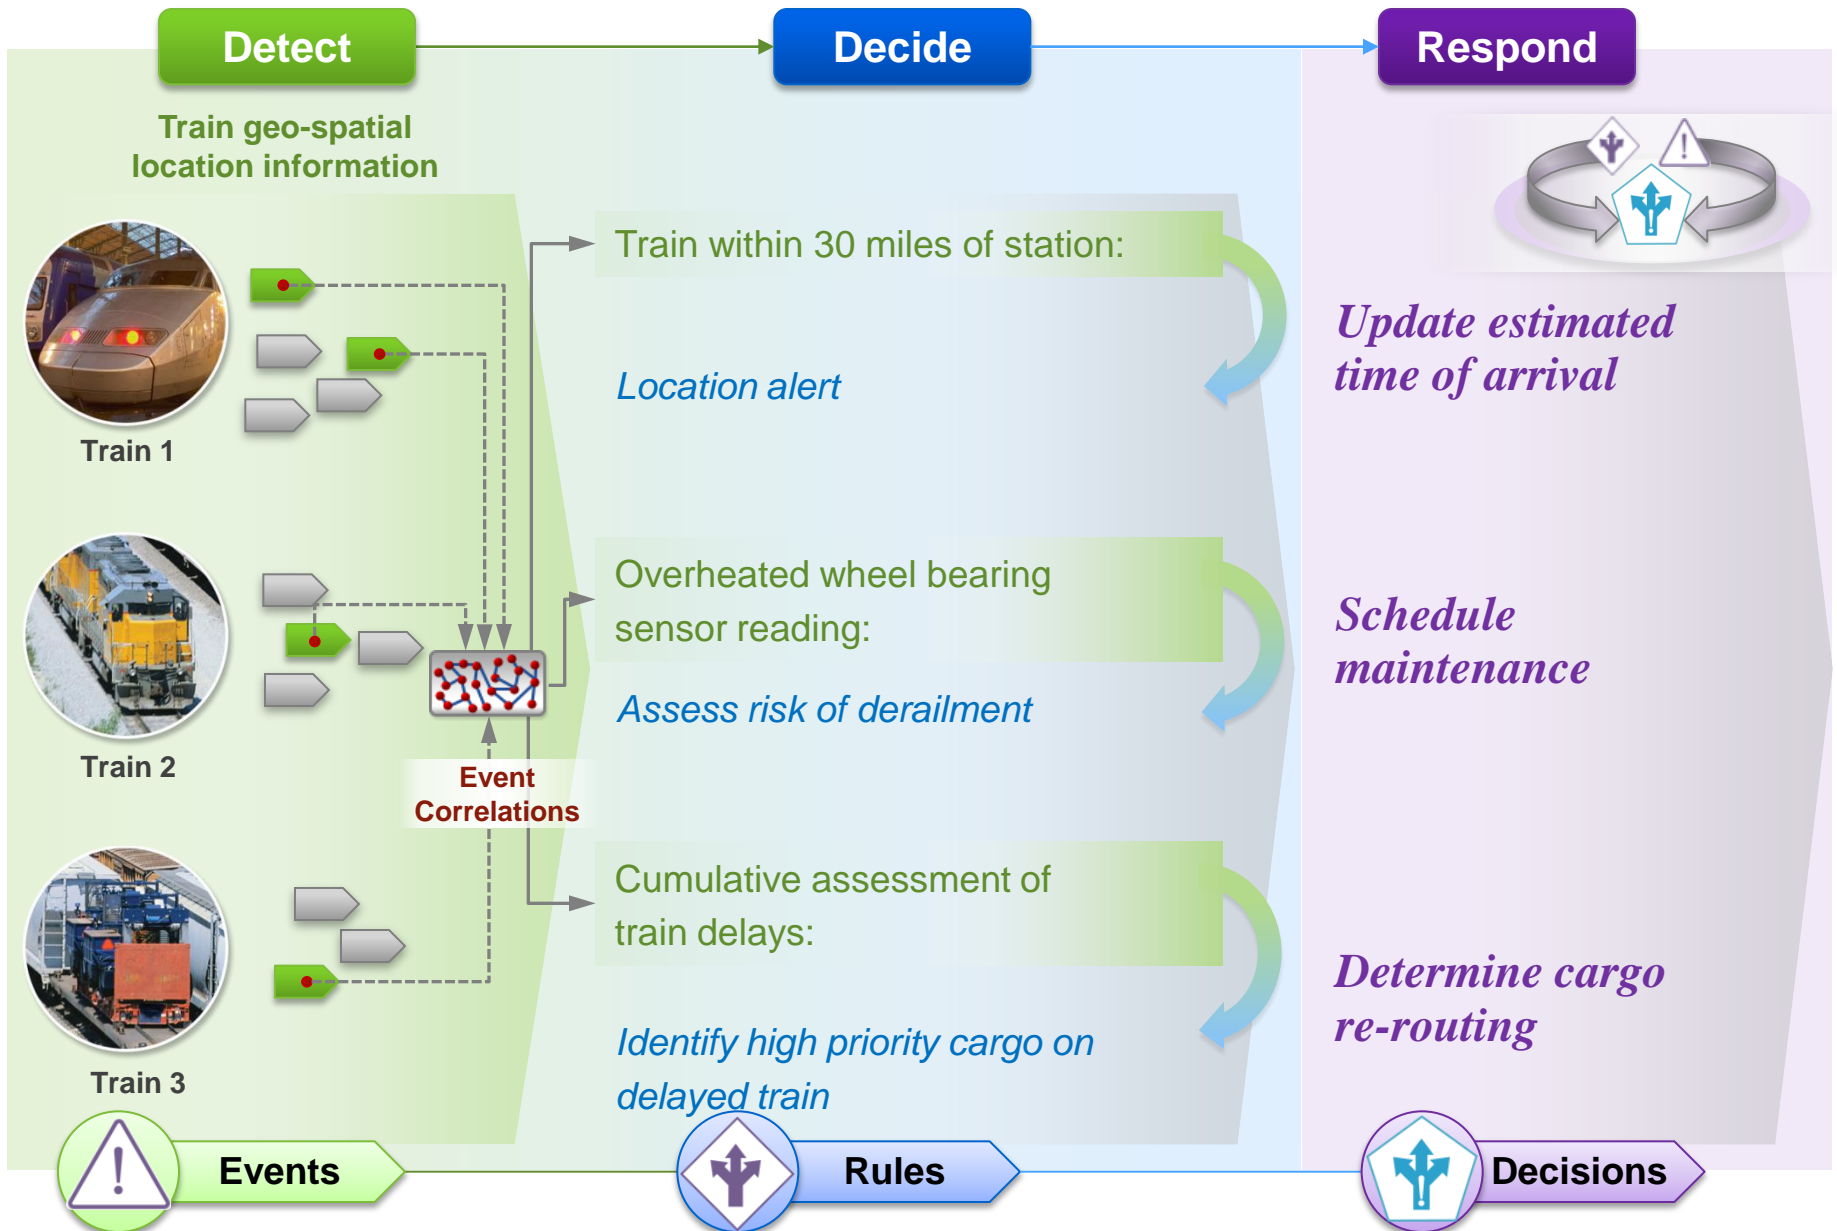 Detect
Decide
Respond
Train geo-spatial
location information
Train 1
Train 2
Train 3
Event
Correlations
Train within 30 miles of station:
Location alert
Overheated wheel bearing
sensor reading:
Assess risk of derailment
Cumulative assessment of
train delays:
Identify high priority cargo on
delayed train
Update estimated
time of arrival
Schedule
maintenance
Determine cargo
re-routing
Events
Rules
Decisions